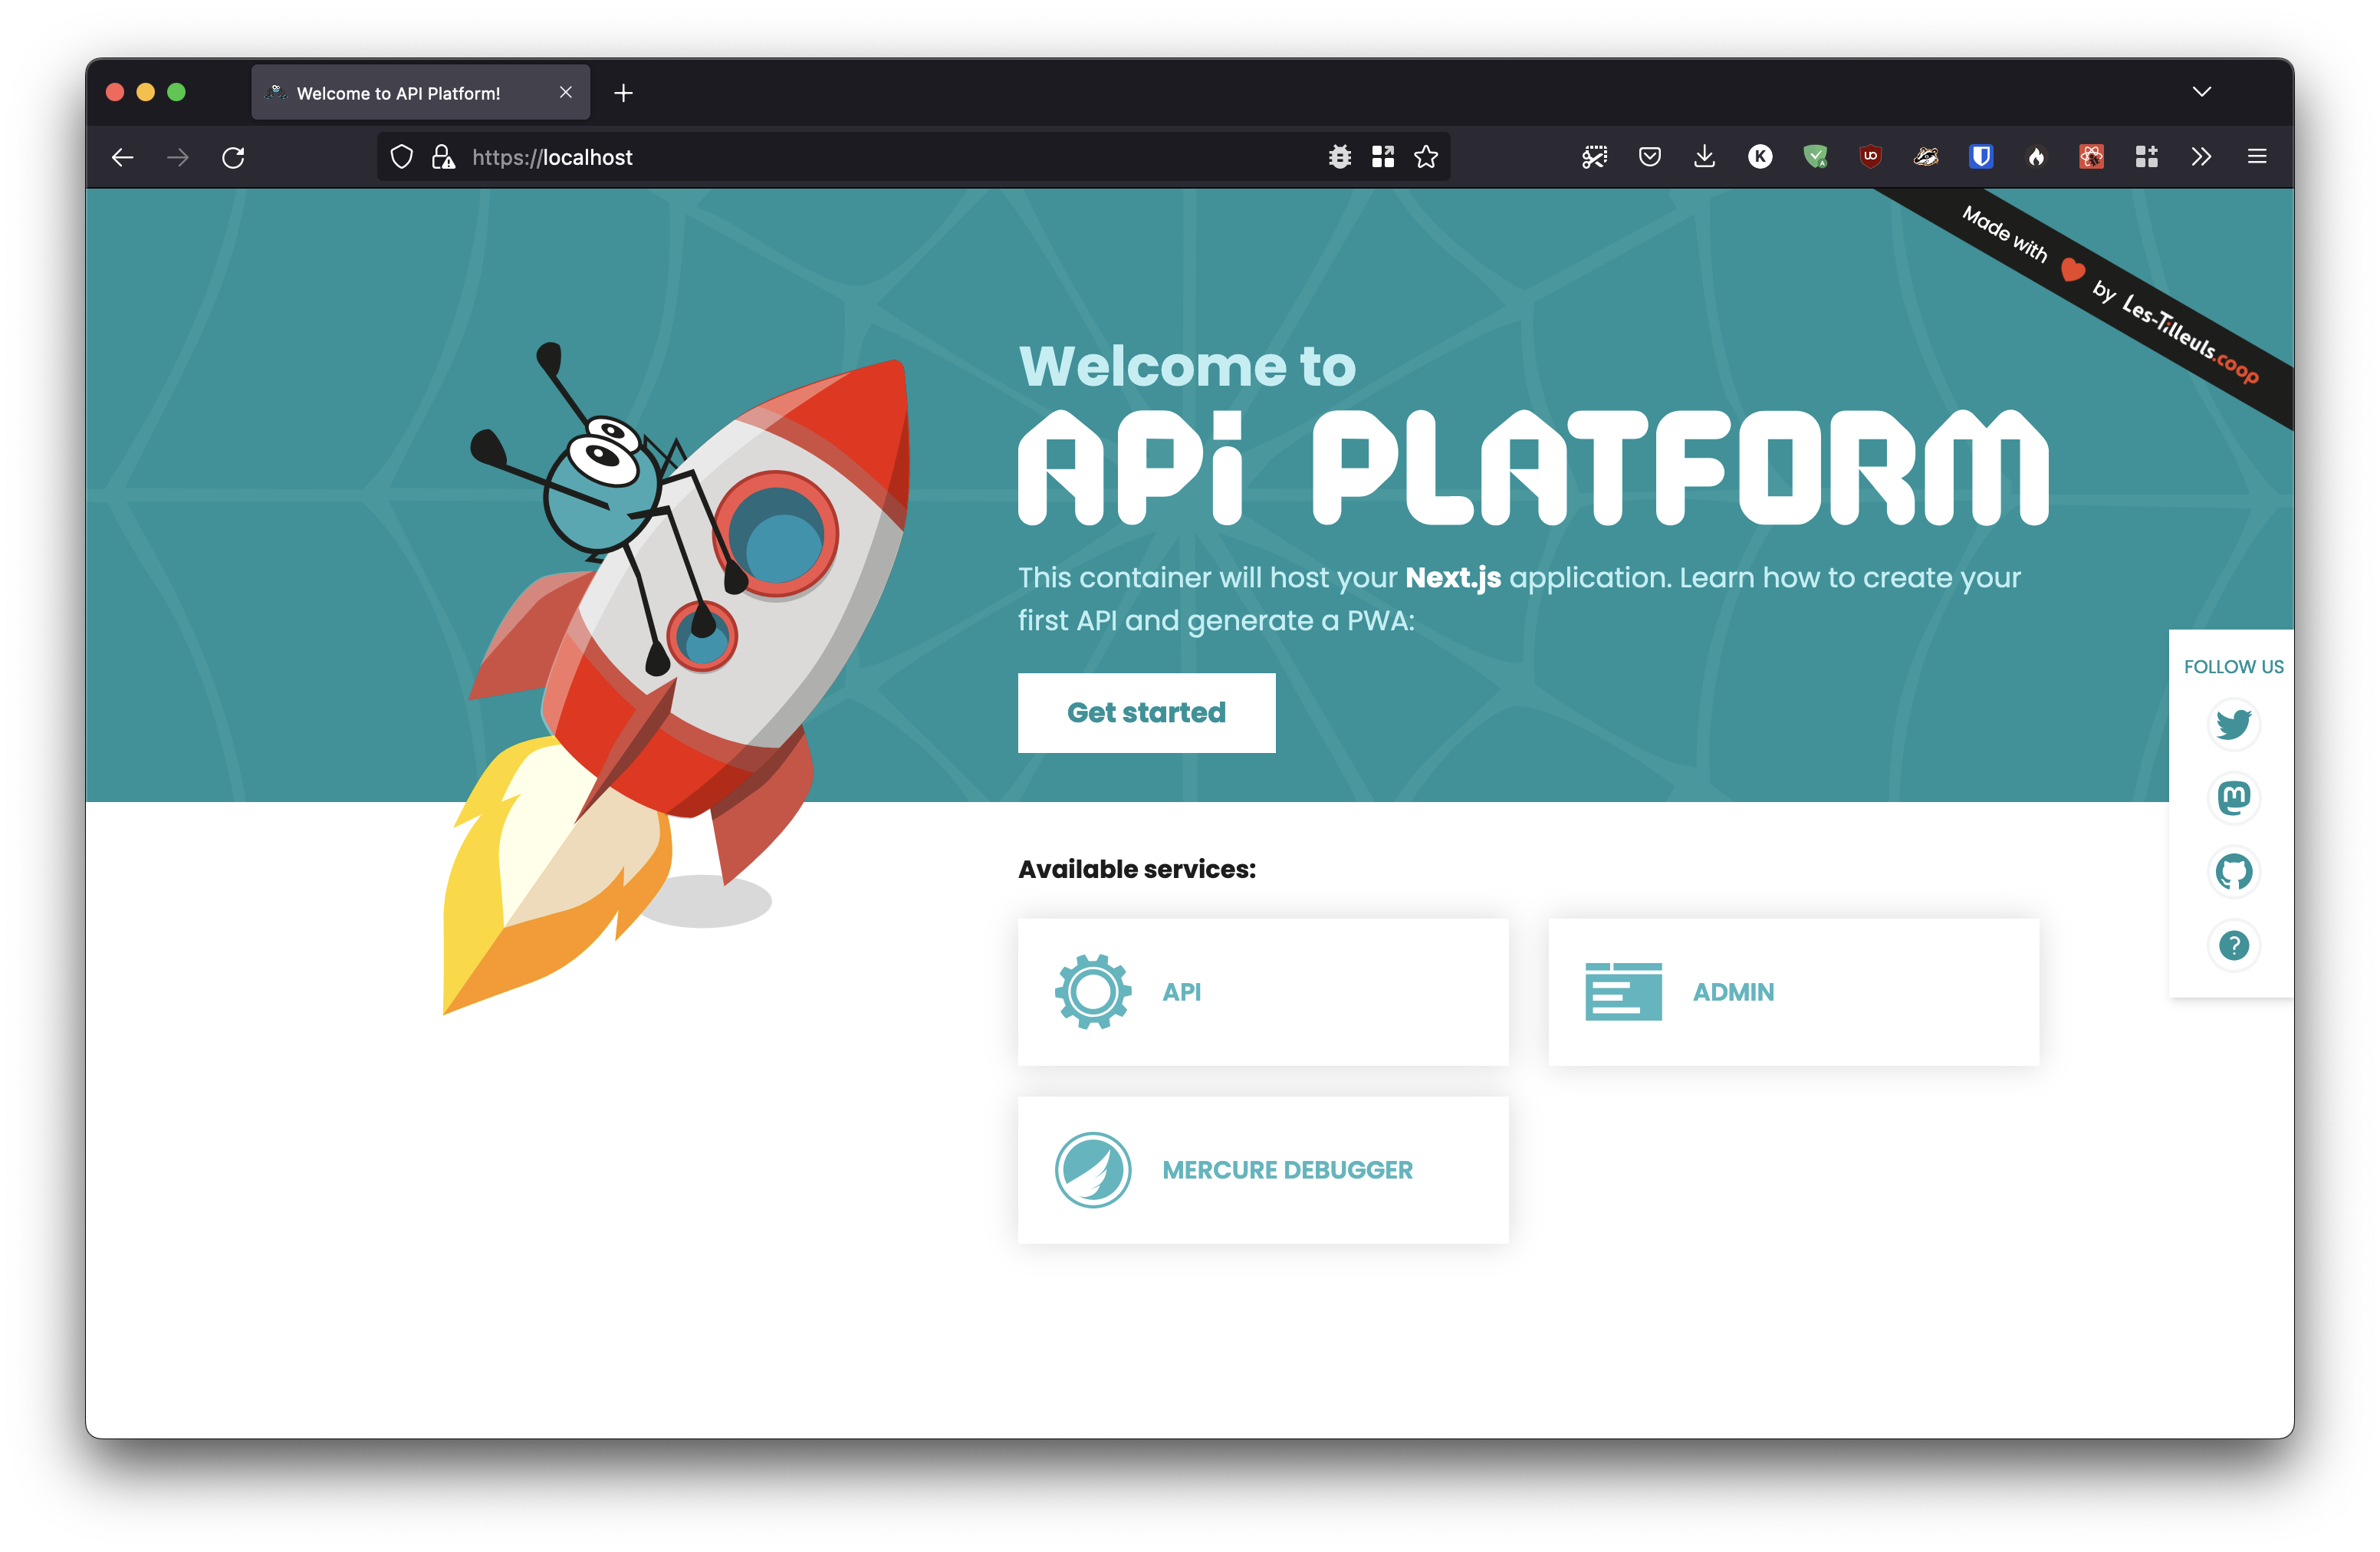 Welcome to API Platform!
https://localhost
Made with by Les-Tilleuls.coop
Welcome to
APi PLATFORM
This container will host your Next.js application. Learn how to create your
first API and generate a PWA:
Get started
FOLLOW US
Available services:
API
ADMIN
MERCURE DEBUGGER